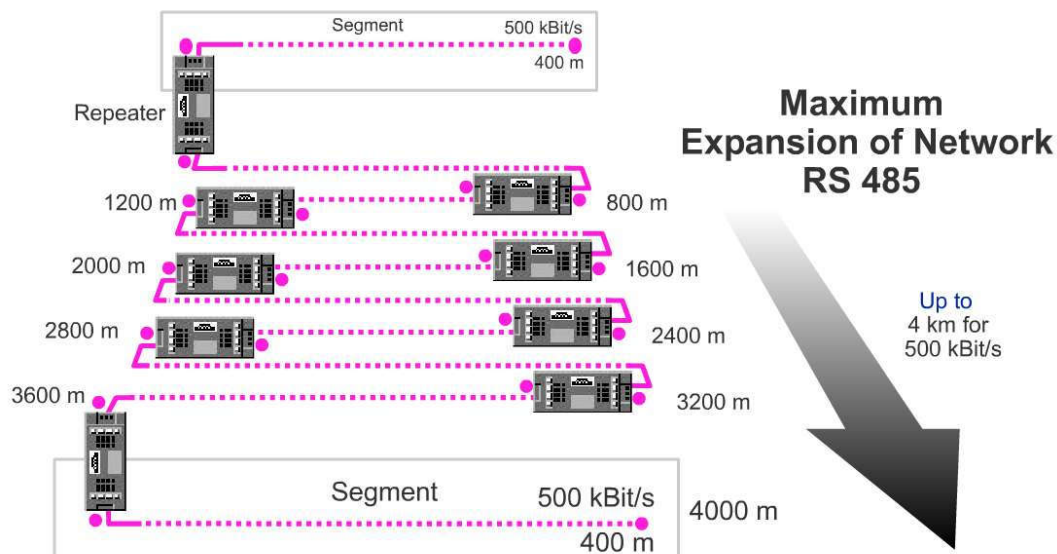 Segment 500 kBit/s
400 m
Repeater
Maximum
Expansion of Network
RS 485
1200 m
800 m
2000 m
1600 m
2800 m
2400 m
Up to
4 km for
500 kBit/s
3600 m
3200 m
Segment 500 kBit/s
400 m
4000 m